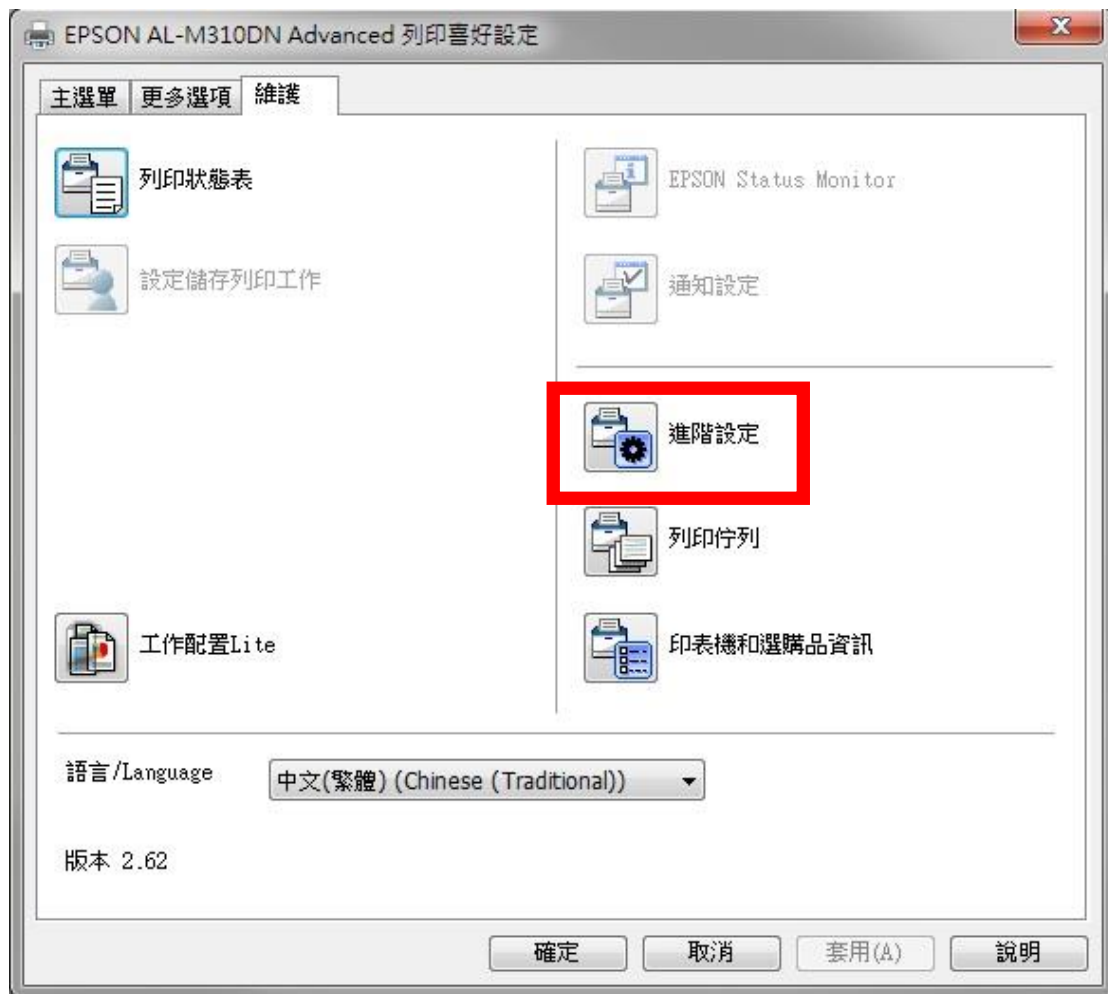 EPSON AL-M310DN Advanced 列印喜好設定
主選單 更多選項 維護
列印狀態表
EPSON Status Monitor
設定儲存列印工作
通知設定
進階設定
列印佇列
工作配置Lite
印表機和選購品資訊
語言/Language
中文(繁體) (Chinese (Traditional))
版本 2.62
確定 取消 套用(A) 說明